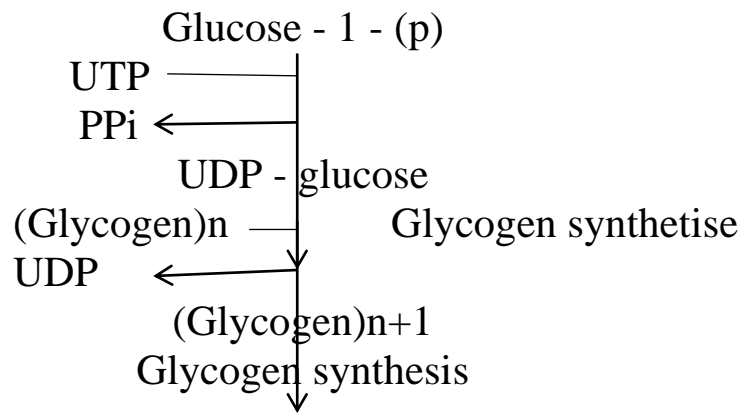 Glucose - 1 - (p)
UTP
PPi
UDP - glucose
(Glycogen)n Glycogen synthetise
UDP
(Glycogen)n+1
Glycogen synthesis